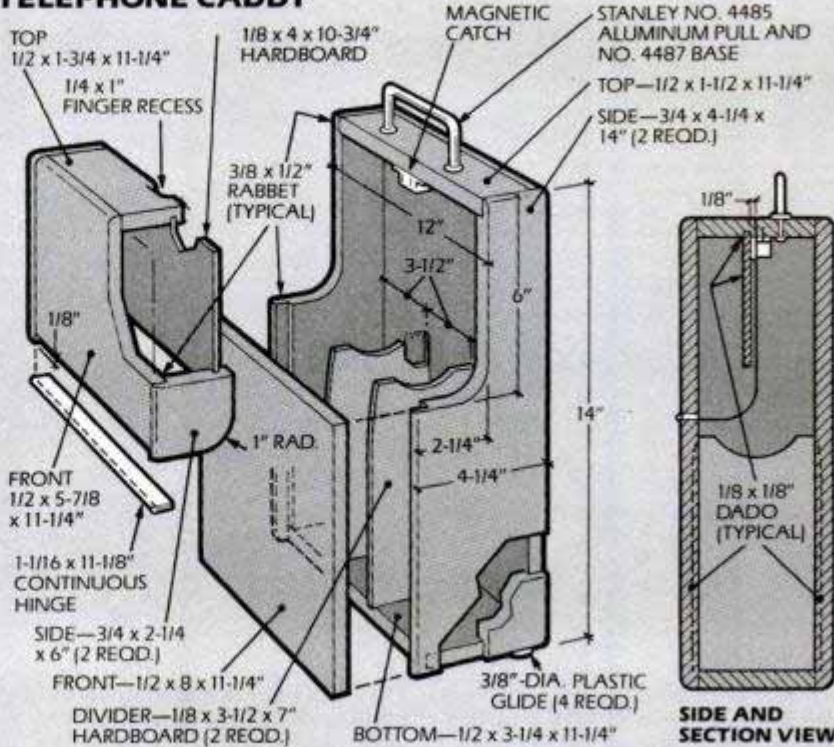 TELEPHONE CADDY
TOP
1/2 x 1-3/4 x 11-1/4"
1/4 x 1"
FINGER RECESS
1/8 x 4 x 10-3/4"
HARDBOARD
MAGNETIC
CATCH
STANLEY NO. 4485
ALUMINUM PULL AND
NO. 4487 BASE
TOP—1/2 x 1-1/2 x 11-1/4"
SIDE—3/4 x 4-1/4 x
14" (2 REQD.)
3/8 x 1/2"
RABBET
(TYPICAL)
12"
3-1/2"
6"
1/8"
1/8"
14"
2-1/4"
4-1/4"
1" RAD.
FRONT
1/2 x 5-7/8
x 11-1/4"
1-1/16 x 11-1/8"
CONTINUOUS
HINGE
SIDE—3/4 x 2-1/4
x 6" (2 REQD.)
FRONT—1/2 x 8 x 11-1/4"
DIVIDER—1/8 x 3-1/2 x 7"
HARDBOARD (2 REQD.)
BOTTOM—1/2 x 3-1/4 x 11-1/4"
3/8"-DIA. PLASTIC
GLIDE (4 REQD.)
1/8 x 1/8"
DADO
(TYPICAL)
SIDE AND
SECTION VIEW